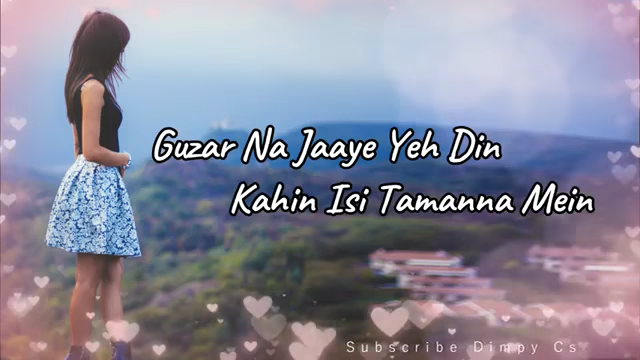 Guzar Na Jaaye Yeh Din
Kahin Isi Tamanna Mein
Subscribe Dimpy Cs